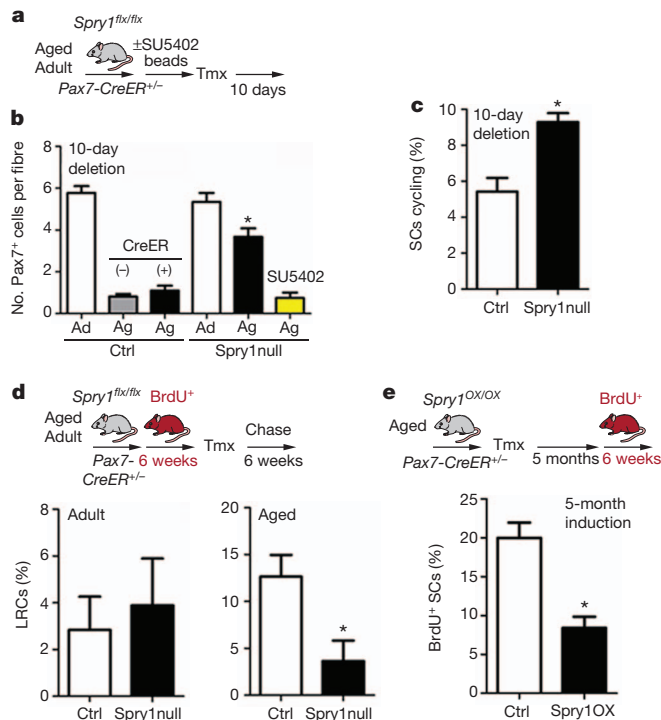 a
Spry1flx/flx
Aged
Adult
±SU5402
beads
Tmx
Pax7-CreER+/–
10 days
b
10-day
deletion
No. Pax7+ cells per fibre
8
6
4
2
0
CreER
(–) (+)
*
SU5402
Ad Ag Ag Ad Ag Ag
Ctrl Spry1null
c
10-day
deletion
*
SCs cycling (%)
10
8
6
4
2
0
Ctrl Spry1null
d
Spry1flx/flx BrdU+
Aged
Adult
Tmx
Chase
Pax7-
CreER+/–
6 weeks
6 weeks
Adult
LRCs (%)
8
6
4
2
0
Ctrl Spry1null
Aged
20
15
10
5
0
*
Ctrl Spry1null
e
Spry1OX/OX
BrdU+
Aged
Tmx
Pax7-CreER+/–
5 months 6 weeks
5-month
induction
BrdU+ SCs (%)
25
20
15
10
5
0
*
Ctrl Spry1OX